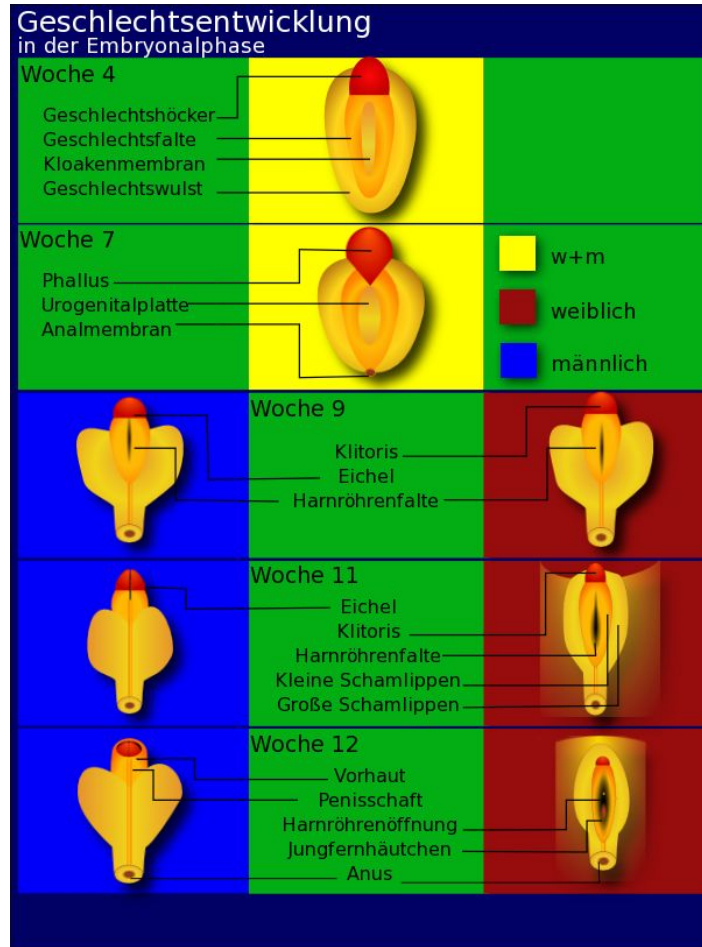 Geschlechtsentwicklung
in der Embryonalphase
Woche 4
Geschlechtshöcker
Geschlechtsfalte
Kloakenmembran
Geschlechtswulst
Woche 7
Phallus
Urogenitalplatte
Analmembran
w+m
weiblich
männlich
Woche 9
Klitoris
Eichel
Harnröhrenfalte
Woche 11
Eichel
Klitoris
Harnröhrenfalte
Kleine Schamlippen
Große Schamlippen
Woche 12
Vorhaut
Penisschaft
Harnröhrenöffnung
Jungfernhäutchen
Anus